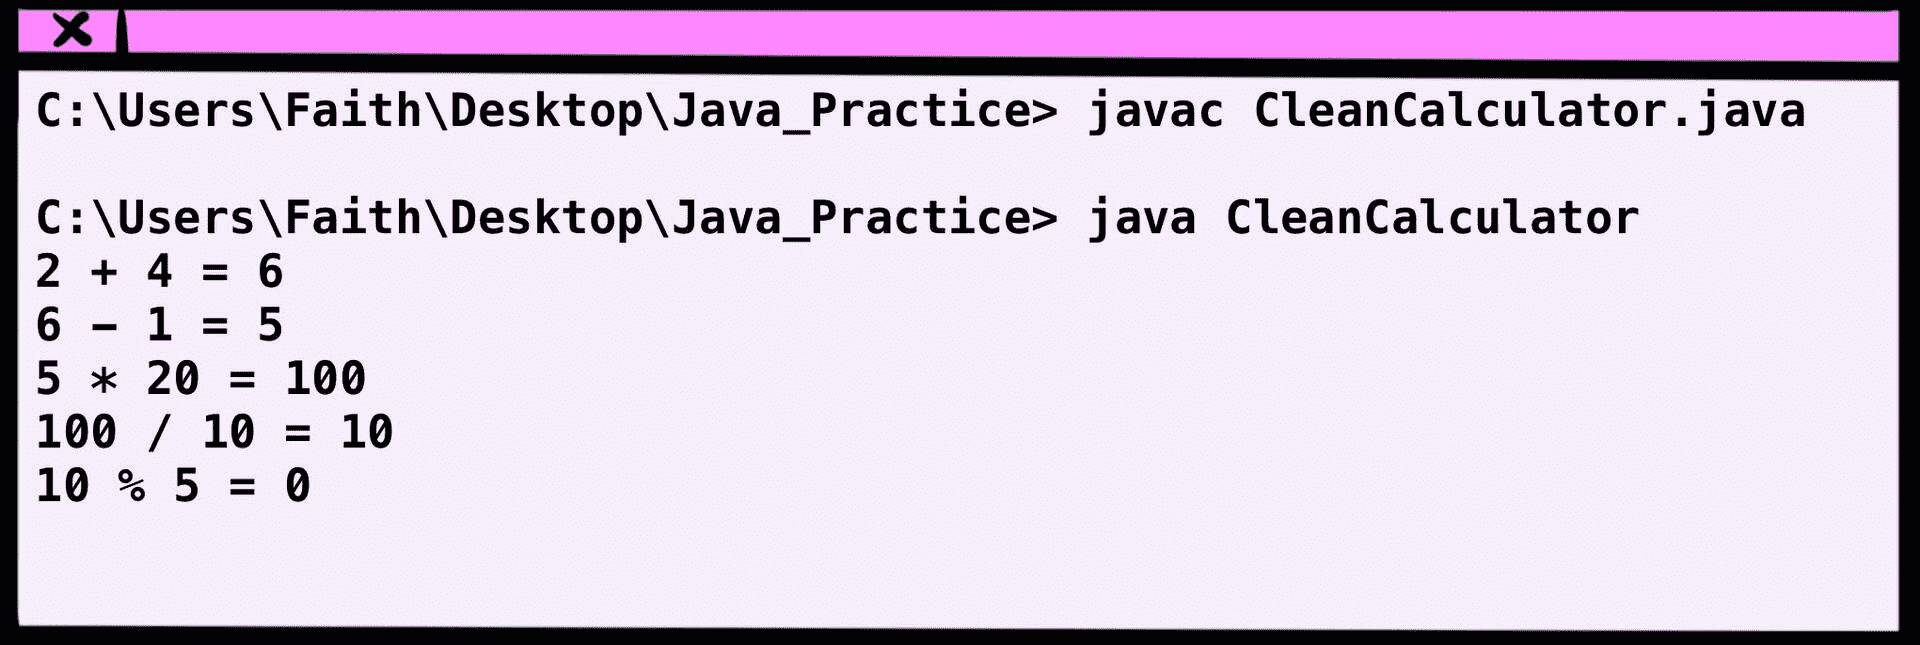 C:\Users\Faith\Desktop\Java_Practice> javac CleanCalculator.java
C:\Users\Faith\Desktop\Java_Practice> java CleanCalculator
2 + 4 = 6
6 − 1 = 5
5 * 20 = 100
100 / 10 = 10
10 % 5 = 0